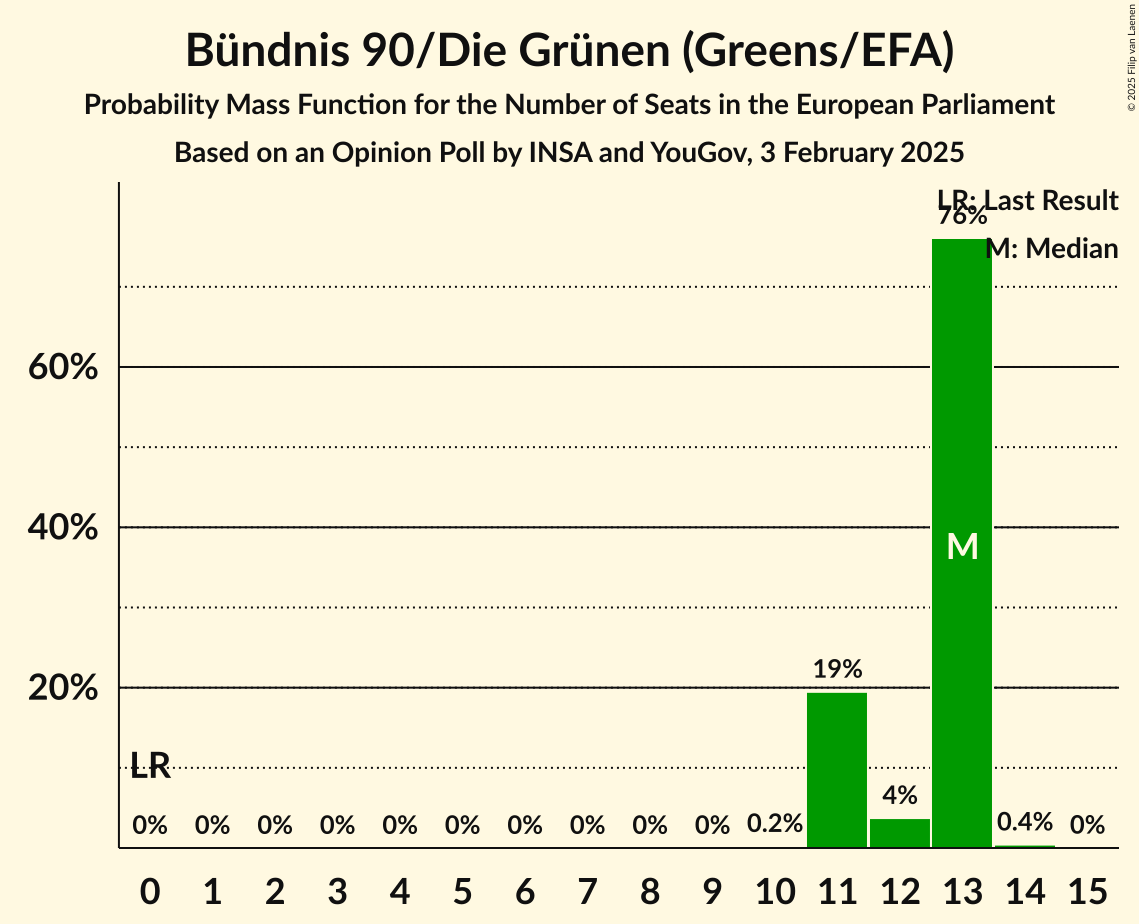 Bündnis 90/Die Grünen (Greens/EFA)
Probability Mass Function for the Number of Seats in the European Parliament
Based on an Opinion Poll by INSA and YouGov, 3 February 2025
© 2025 Filip van Laenen
LR: Last Result
M: Median
76%
60%
40%
20%
M
19%
LR
4%
0% 0% 0% 0% 0% 0% 0% 0% 0% 0% 0.2% 0.4% 0%
0 1 2 3 4 5 6 7 8 9 10 11 12 13 14 15